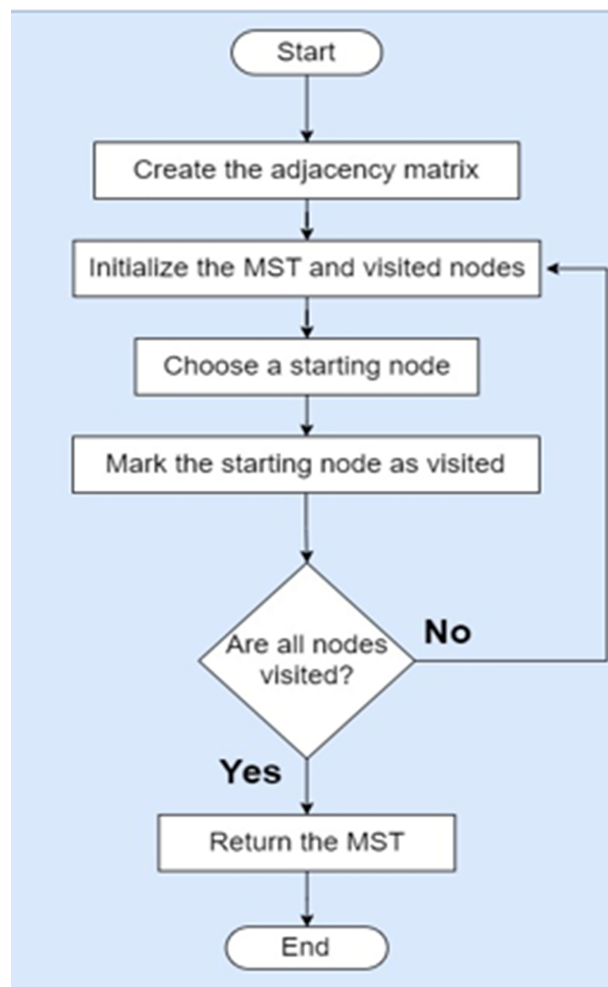 Start
Create the adjacency matrix
Initialize the MST and visited nodes
Choose a starting node
Mark the starting node as visited
Are all nodes
visited?
No
Yes
Return the MST
End